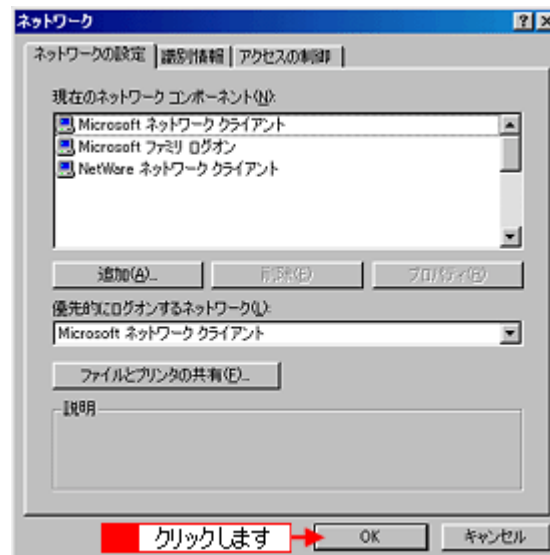 ネットワーク
ネットワークの設定 識別情報 アクセスの制御
現在のネットワーク コンポーネント(N):
Microsoft ネットワーク クライアント
Microsoft ファミリ ログオン
NetWare ネットワーク クライアント
追加(A)... 削除(E) プロパティ(R)
優先的にログオンするネットワーク(L):
Microsoft ネットワーク クライアント
ファイルとプリンタの共有(F)...
説明
クリックします OK キャンセル